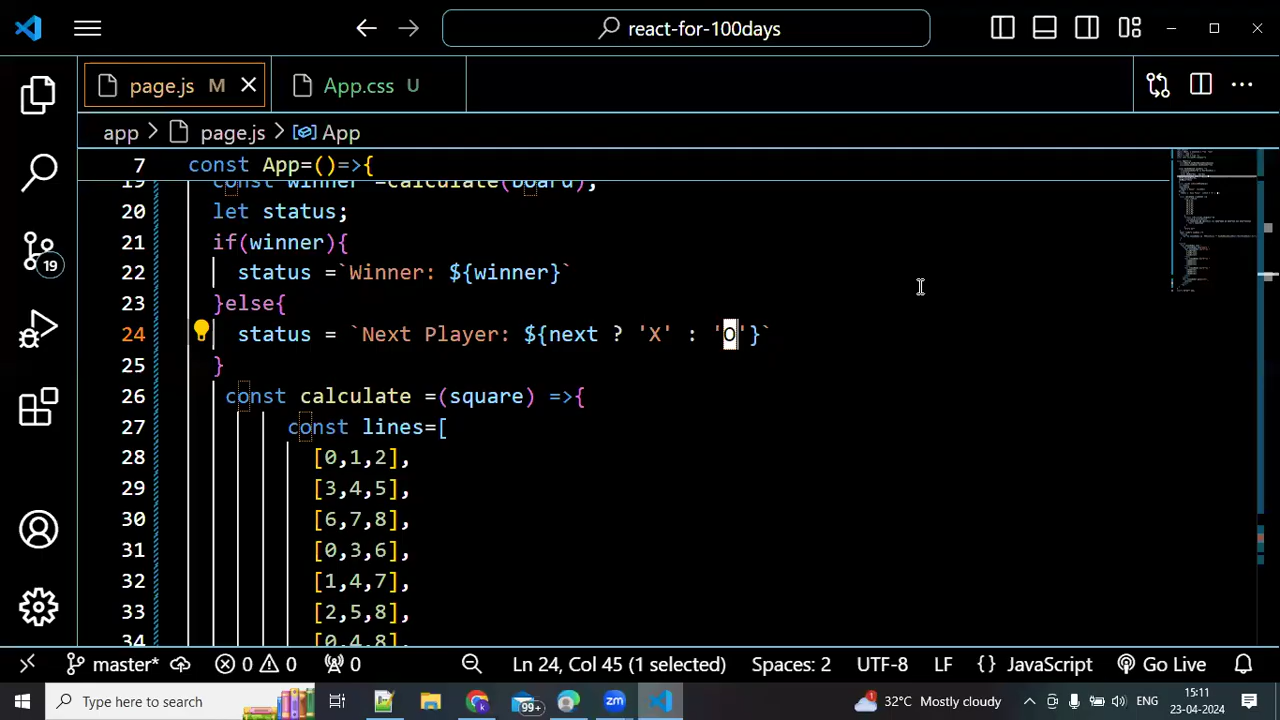 react-for-100days
page.js M
App.css U
app > page.js > App
7 const App=()=>{
19 const winner =calculate(board);
20 let status;
21 if(winner){
22 status =`Winner: ${winner}`
23 }else{
24 status = `Next Player: ${next ? 'X' : 'O'}`
25 }
26 const calculate =(square) =>{
27 const lines=[
28 [0,1,2],
29 [3,4,5],
30 [6,7,8],
31 [0,3,6],
32 [1,4,7],
33 [2,5,8],
34 [0,4,8],
19
master* 0 0 0 Ln 24, Col 45 (1 selected) Spaces: 2 UTF-8 LF {} JavaScript Go Live
Type here to search 99+ zm 32°C Mostly cloudy ENG 15:11
23-04-2024